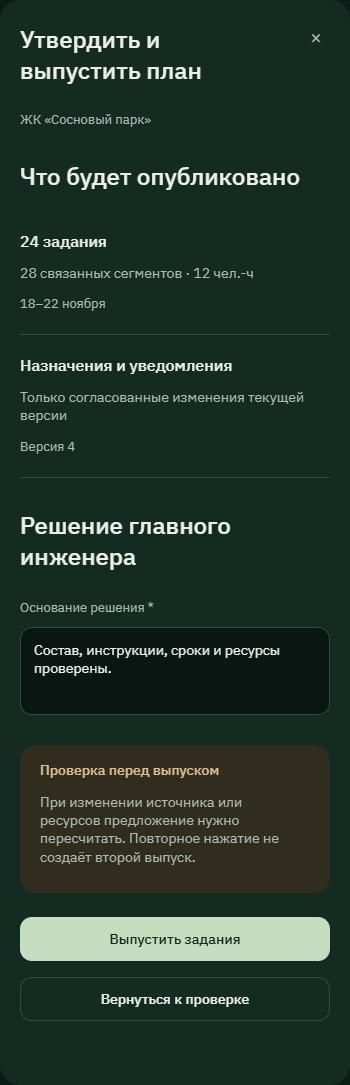 Утвердить и
выпустить план
×
ЖК «Сосновый парк»
Что будет опубликовано
24 задания
28 связанных сегментов · 12 чел.-ч
18–22 ноября
Назначения и уведомления
Только согласованные изменения текущей
версии
Версия 4
Решение главного
инженера
Основание решения *
Состав, инструкции, сроки и ресурсы
проверены.
Проверка перед выпуском
При изменении источника или
ресурсов предложение нужно
пересчитать. Повторное нажатие не
создаёт второй выпуск.
Выпустить задания
Вернуться к проверке